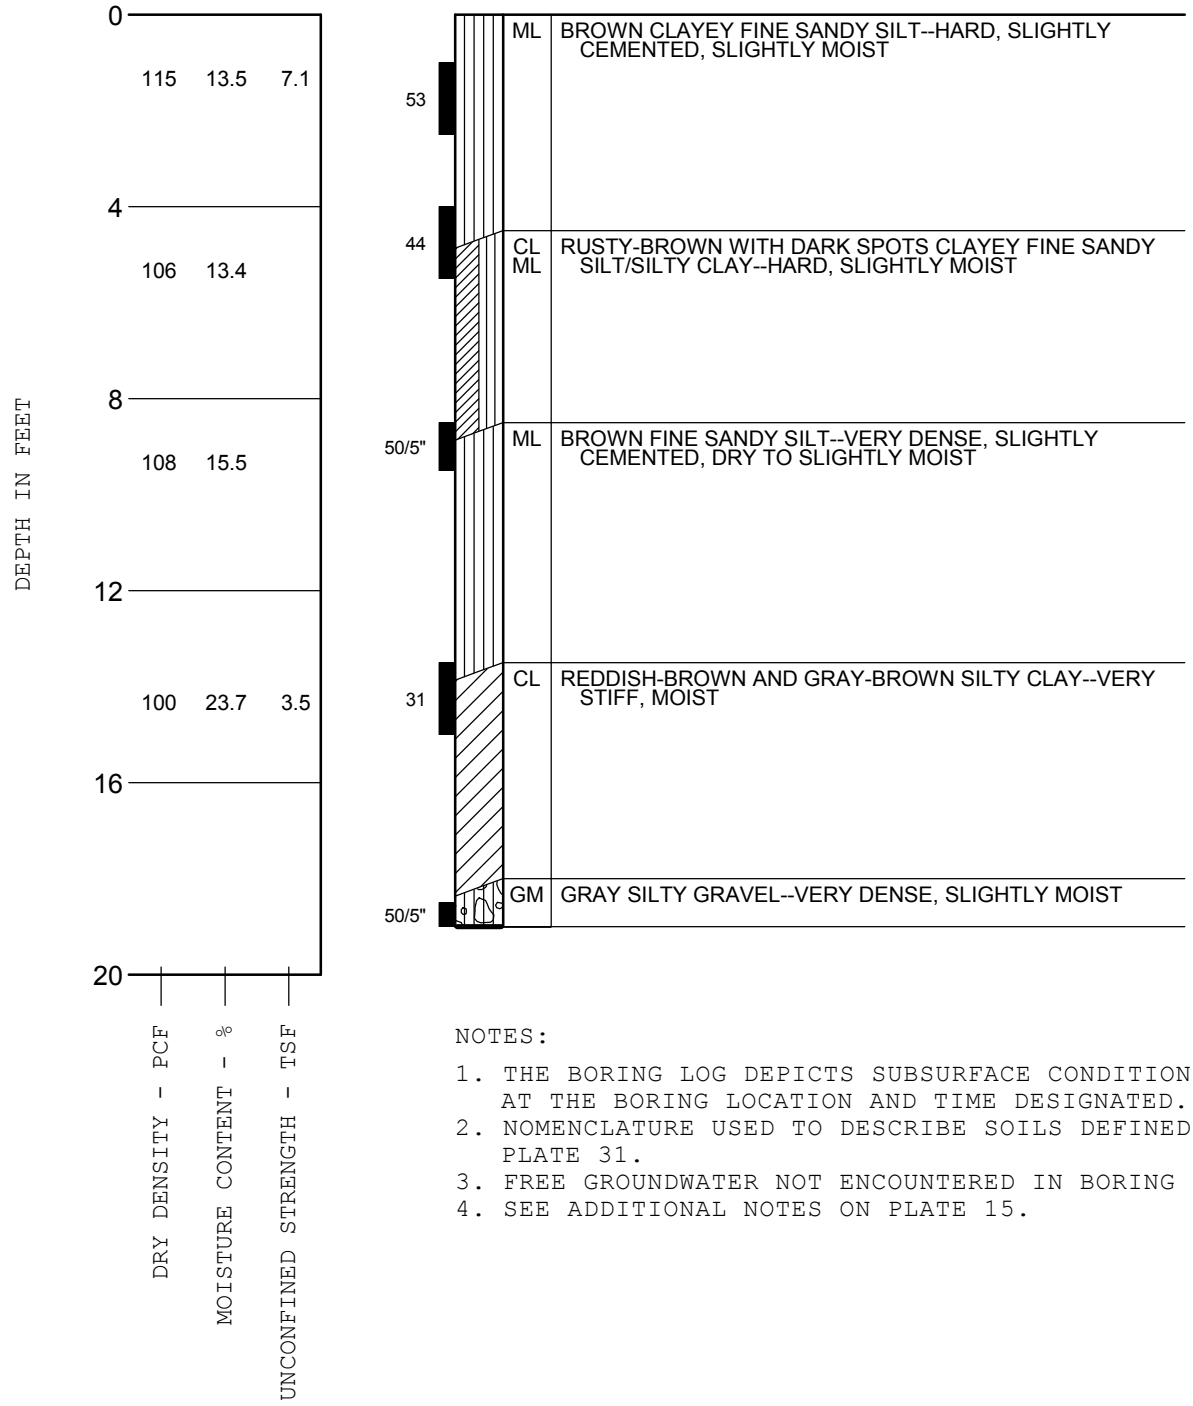 0
ML BROWN CLAYEY FINE SANDY SILT--HARD, SLIGHTLY
CEMENTED, SLIGHTLY MOIST
115 13.5 7.1
53
4
44
CL RUSTY-BROWN WITH DARK SPOTS CLAYEY FINE SANDY
ML SILT/SILTY CLAY--HARD, SLIGHTLY MOIST
106 13.4
8
50/5"
ML BROWN FINE SANDY SILT--VERY DENSE, SLIGHTLY
CEMENTED, DRY TO SLIGHTLY MOIST
108 15.5
DEPTH IN FEET
12
CL REDDISH-BROWN AND GRAY-BROWN SILTY CLAY--VERY
STIFF, MOIST
100 23.7 3.5
31
16
GM GRAY SILTY GRAVEL--VERY DENSE, SLIGHTLY MOIST
50/5"
20
DRY DENSITY - PCF
MOISTURE CONTENT - %
UNCONFINED STRENGTH - TSF
NOTES:
1. THE BORING LOG DEPICTS SUBSURFACE CONDITION
AT THE BORING LOCATION AND TIME DESIGNATED.
2. NOMENCLATURE USED TO DESCRIBE SOILS DEFINED
PLATE 31.
3. FREE GROUNDWATER NOT ENCOUNTERED IN BORING
4. SEE ADDITIONAL NOTES ON PLATE 15.